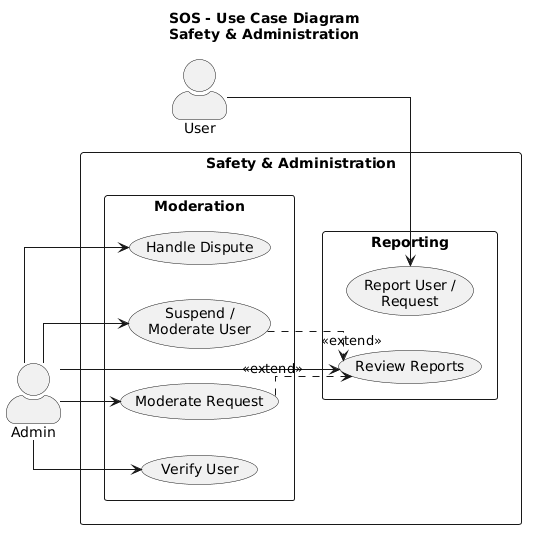 SOS - Use Case Diagram
Safety & Administration
User
Safety & Administration
Moderation
Handle Dispute
Reporting
Report User /
Request
Suspend /
Moderate User
«extend»
Review Reports
«extend»
Moderate Request
Admin
Verify User